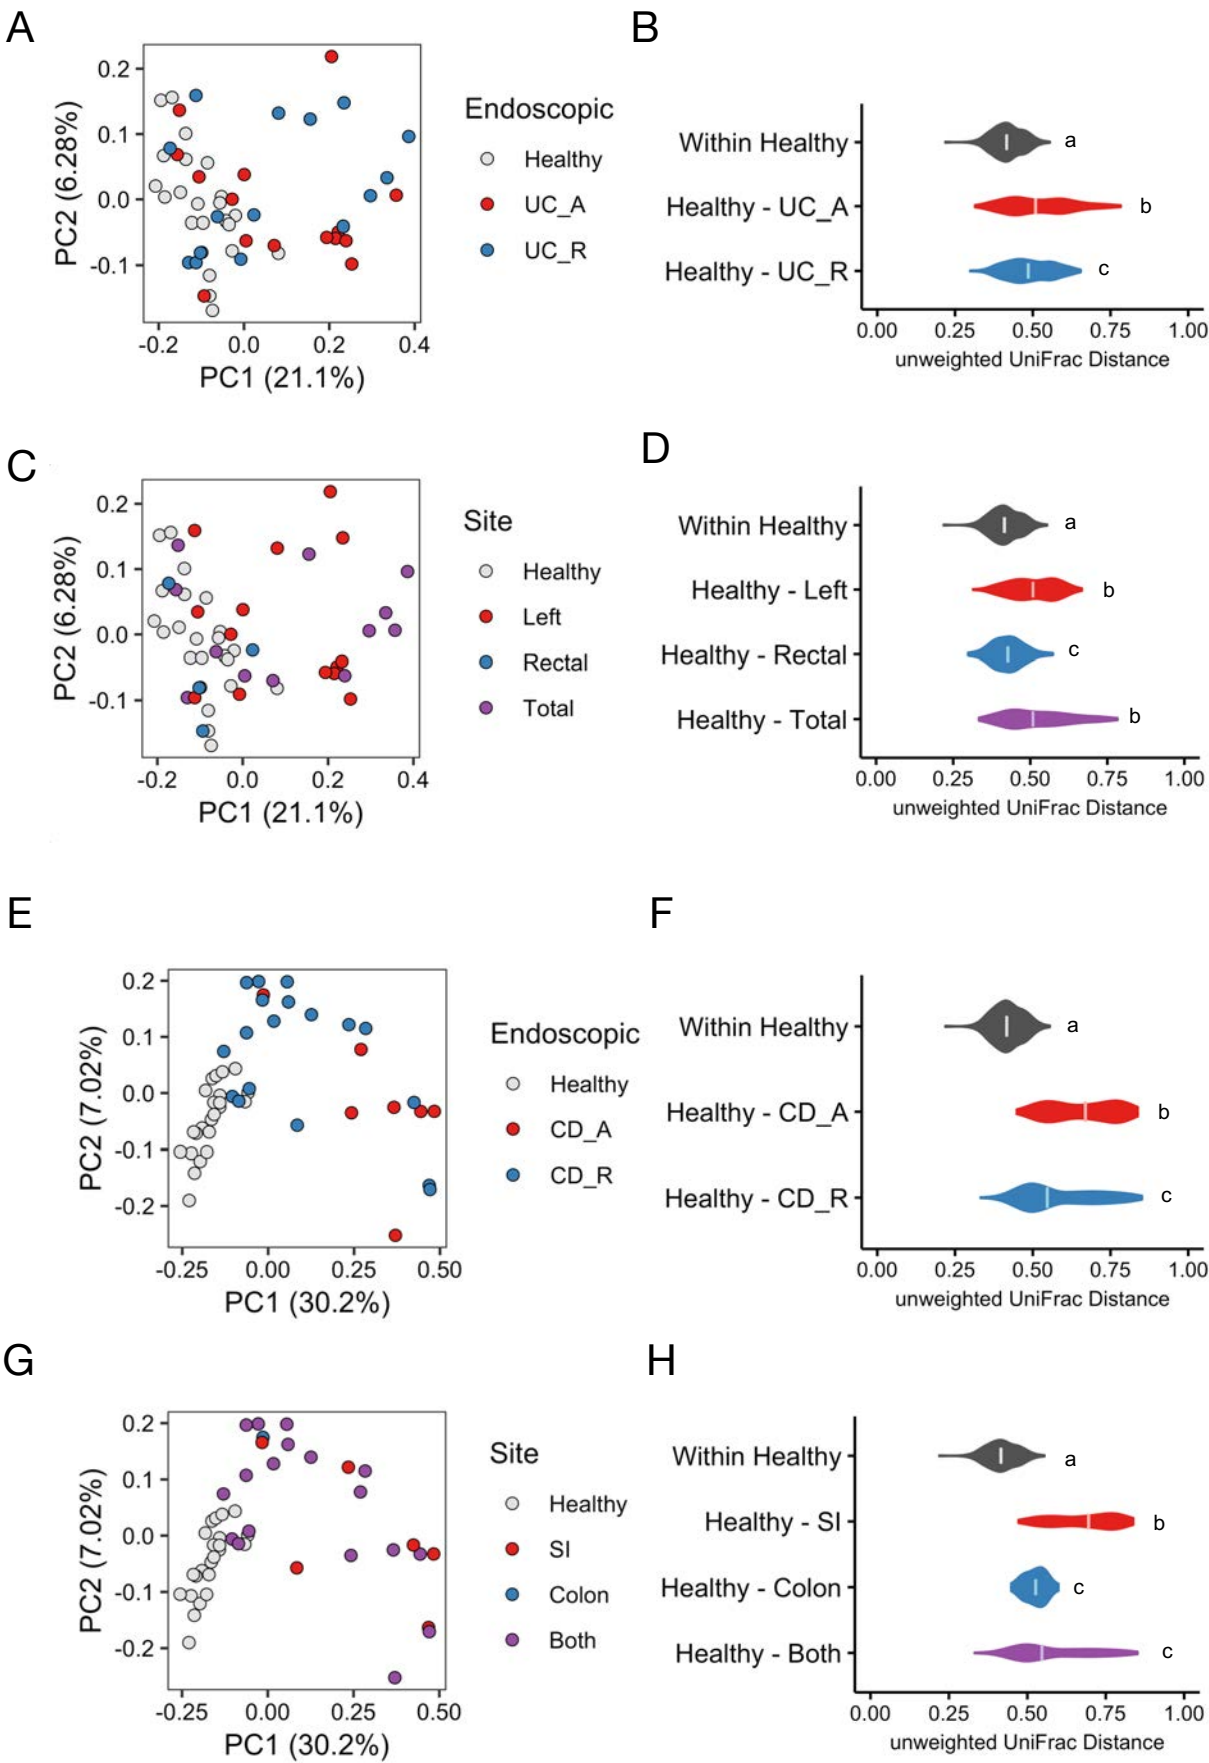 A
0.2
0.1
0.0
-0.1
PC2 (6.28%)
-0.2
0.0
0.2
0.4
PC1 (21.1%)
Endoscopic
Healthy
UC_A
UC_R
B
Within Healthy
a
Healthy - UC_A
b
Healthy - UC_R
c
0.00
0.25
0.50
0.75
1.00
unweighted UniFrac Distance
C
0.2
0.1
0.0
-0.1
PC2 (6.28%)
-0.2
0.0
0.2
0.4
PC1 (21.1%)
Site
Healthy
Left
Rectal
Total
D
Within Healthy
a
Healthy - Left
b
Healthy - Rectal
c
Healthy - Total
b
0.00
0.25
0.50
0.75
1.00
unweighted UniFrac Distance
E
0.2
0.1
0.0
-0.1
-0.2
PC2 (7.02%)
-0.25
0.00
0.25
0.50
PC1 (30.2%)
Endoscopic
Healthy
CD_A
CD_R
F
Within Healthy
a
Healthy - CD_A
b
Healthy - CD_R
c
0.00
0.25
0.50
0.75
1.00
unweighted UniFrac Distance
G
0.2
0.1
0.0
-0.1
-0.2
PC2 (7.02%)
-0.25
0.00
0.25
0.50
PC1 (30.2%)
Site
Healthy
SI
Colon
Both
H
Within Healthy
a
Healthy - SI
b
Healthy - Colon
c
Healthy - Both
c
0.00
0.25
0.50
0.75
1.00
unweighted UniFrac Distance